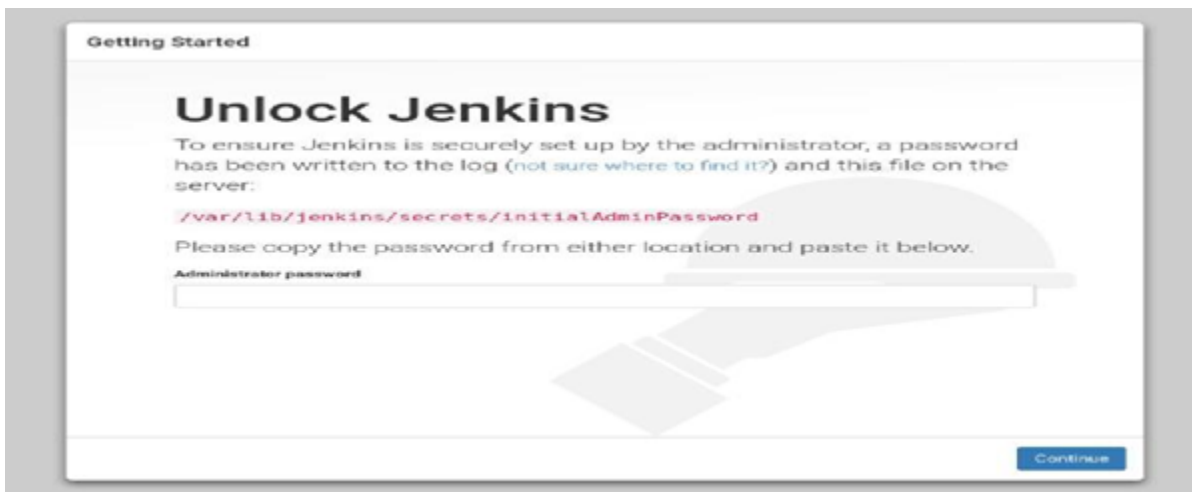 Getting Started
Unlock Jenkins
To ensure Jenkins is securely set up by the administrator, a password
has been written to the log (not sure where to find it?) and this file on the
server:
/var/lib/jenkins/secrets/initialAdminPassword
Please copy the password from either location and paste it below.
Administrator password
Continue